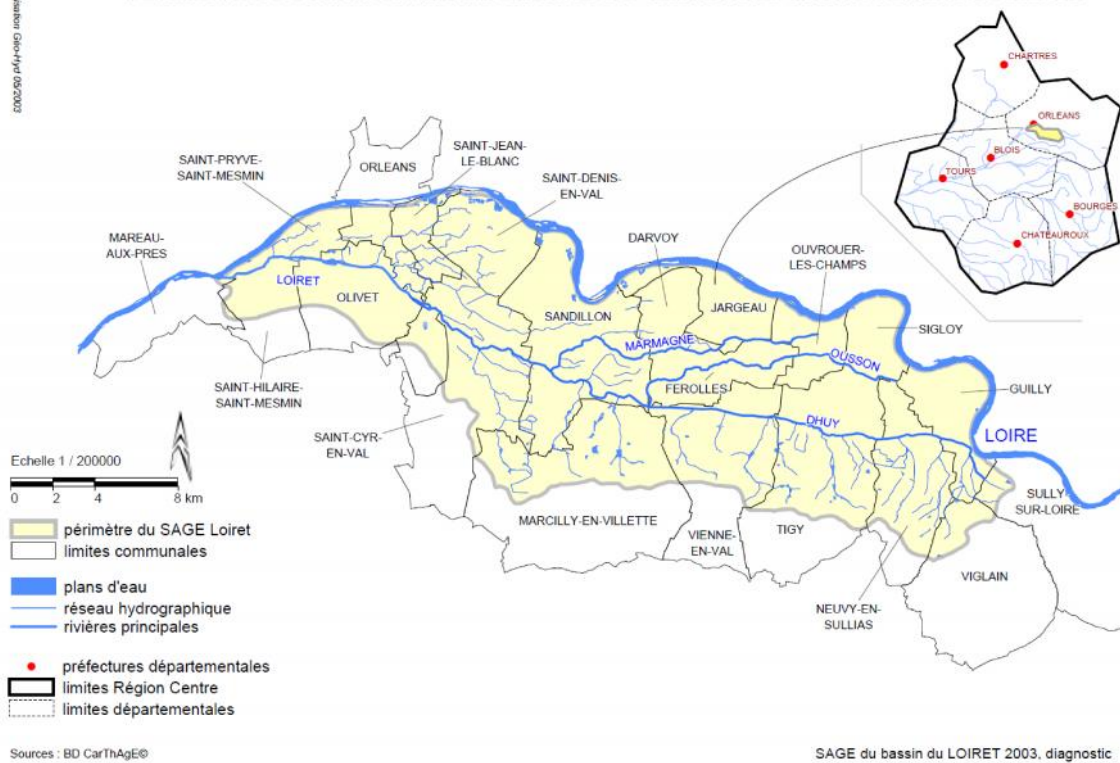 isation Géo-Hyd 05/2003
CHARTRES
ORLEANS
BLOIS
TOURS
BOURGES
CHATEAUROUX
SAINT-PRYVE-
SAINT-MESMIN
ORLEANS
SAINT-JEAN-
LE-BLANC
SAINT-DENIS-
EN-VAL
MAREAU-
AUX-PRES
DARVOY
OUVROUER-
LES-CHAMPS
LOIRET
OLIVET
SANDILLON
JARGEAU
SIGLOY
MARMAGNE
OUSSON
FEROLLES
GUILLY
SAINT-HILAIRE-
SAINT-MESMIN
DHUY
LOIRE
SAINT-CYR-
EN-VAL
SULLY
SUR-LOIRE
MARCILLY-EN-VILLETTE
VIENNE-
EN-VAL
TIGY
VIGLAIN
NEUVY-EN-
SULLIAS
Echelle 1 / 200000
0 2 4 8 km
périmètre du SAGE Loiret
limites communales
plans d'eau
réseau hydrographique
rivières principales
préfectures départementales
limites Région Centre
limites départementales
Sources : BD CarThAgE©
SAGE du bassin du LOIRET 2003, diagnostic